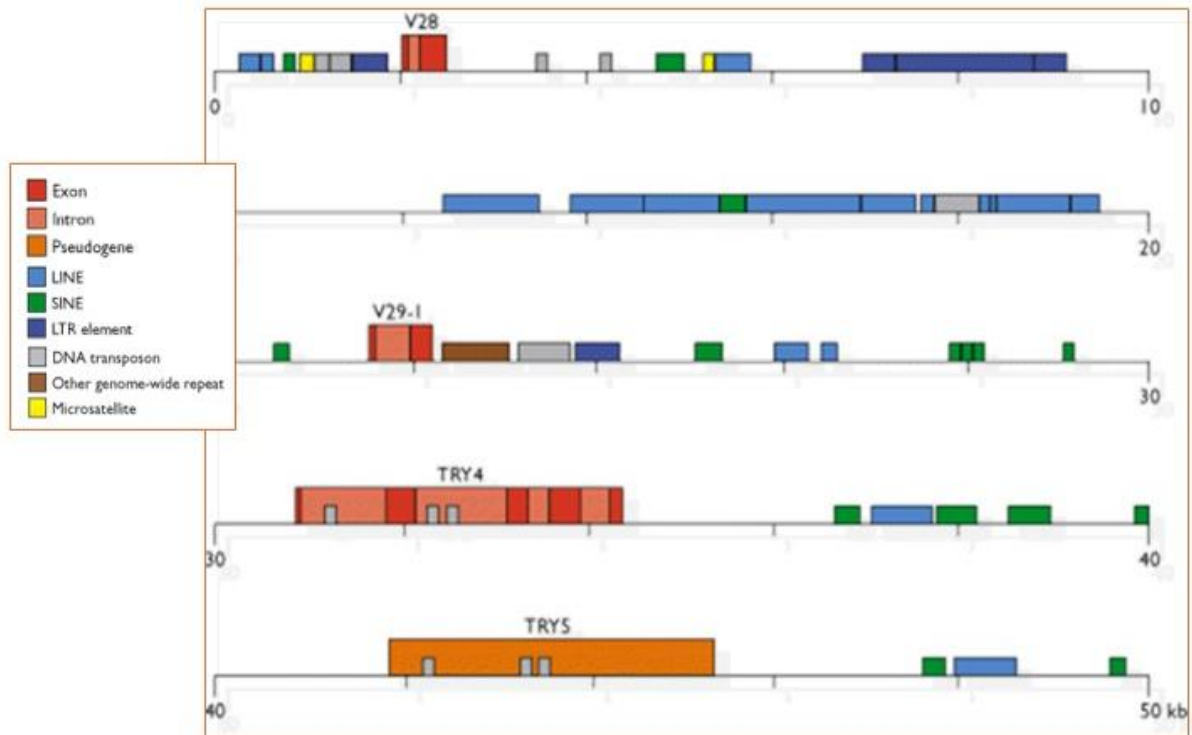 V28
0
10
20
Exon
Intron
Pseudogene
LINE
SINE
LTR element
DNA transposon
Other genome-wide repeat
Microsatellite
V29-1
30
TRY4
30
40
TRY5
40
50 kb